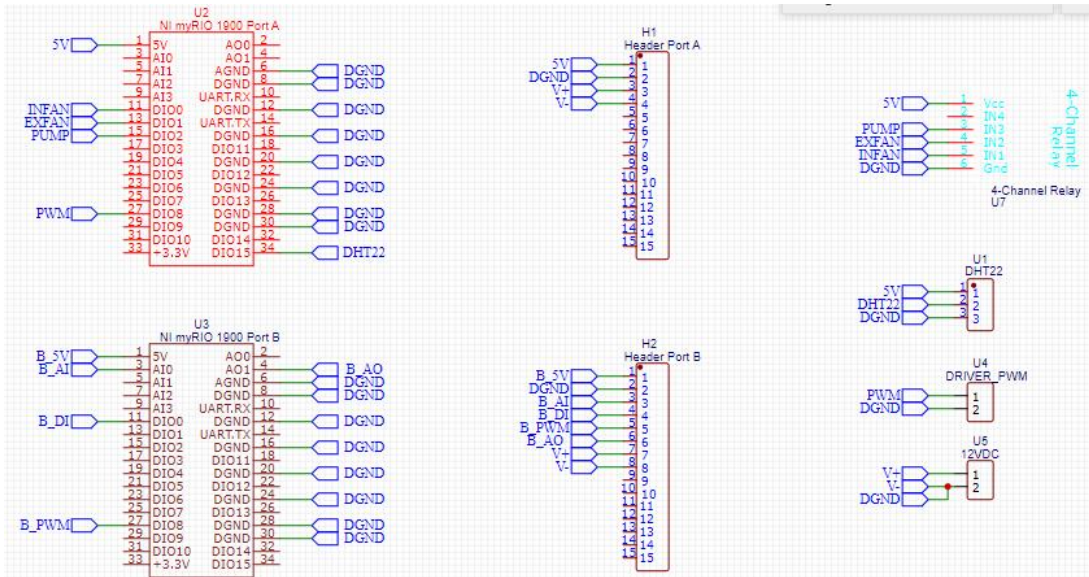 U2
NI myRIO 1900 Port A
5V 1 5V AO0 2
3 AI0 AO1 4
5 AI1 AGND 6 DGND
7 AI2 DGND 8 DGND
9 AI3 UART.RX 10
INFAN 11 DIO0 DGND 12 DGND
EXFAN 13 DIO1 UART.TX 14
PUMP 15 DIO2 DGND 16 DGND
17 DIO3 DIO11 18
19 DIO4 DGND 20 DGND
21 DIO5 DIO12 22
23 DIO6 DGND 24 DGND
25 DIO7 DIO13 26
PWM 27 DIO8 DGND 28 DGND
29 DIO9 DGND 30 DGND
31 DIO10 DIO14 32
33 +3.3V DIO15 34 DHT22
H1
Header Port A
5V 1 1
DGND 2 2
V+ 3 3
V- 4 4
5 5
6 6
7 7
8 8
9 9
10 10
11 11
12 12
13 13
14 14
15 15
4-Channel
Relay
5V 1 Vcc
2 IN4
PUMP 3 IN3
EXFAN 4 IN2
INFAN 5 IN1
DGND 6 Gnd
4-Channel Relay
U7
U1
DHT22
5V 1 1
DHT22 2 2
DGND 3 3
U3
NI myRIO 1900 Port B
B_5V 1 5V AO0 2
B_AI 3 AI0 AO1 4 B_AO
5 AI1 AGND 6 DGND
7 AI2 DGND 8 DGND
9 AI3 UART.RX 10
B_DI 11 DIO0 DGND 12 DGND
13 DIO1 UART.TX 14
15 DIO2 DGND 16 DGND
17 DIO3 DIO11 18
19 DIO4 DGND 20 DGND
21 DIO5 DIO12 22
23 DIO6 DGND 24 DGND
25 DIO7 DIO13 26
B_PWM 27 DIO8 DGND 28 DGND
29 DIO9 DGND 30 DGND
31 DIO10 DIO14 32
33 +3.3V DIO15 34
H2
Header Port B
B_5V 1 1
DGND 2 2
B_AI 3 3
B_DI 4 4
B_PWM 5 5
B_AO 6 6
V+ 7 7
V- 8 8
9 9
10 10
11 11
12 12
13 13
14 14
15 15
U4
DRIVER_PWM
PWM 1
DGND 2
U5
12VDC
V+ 1
V- 2
DGND